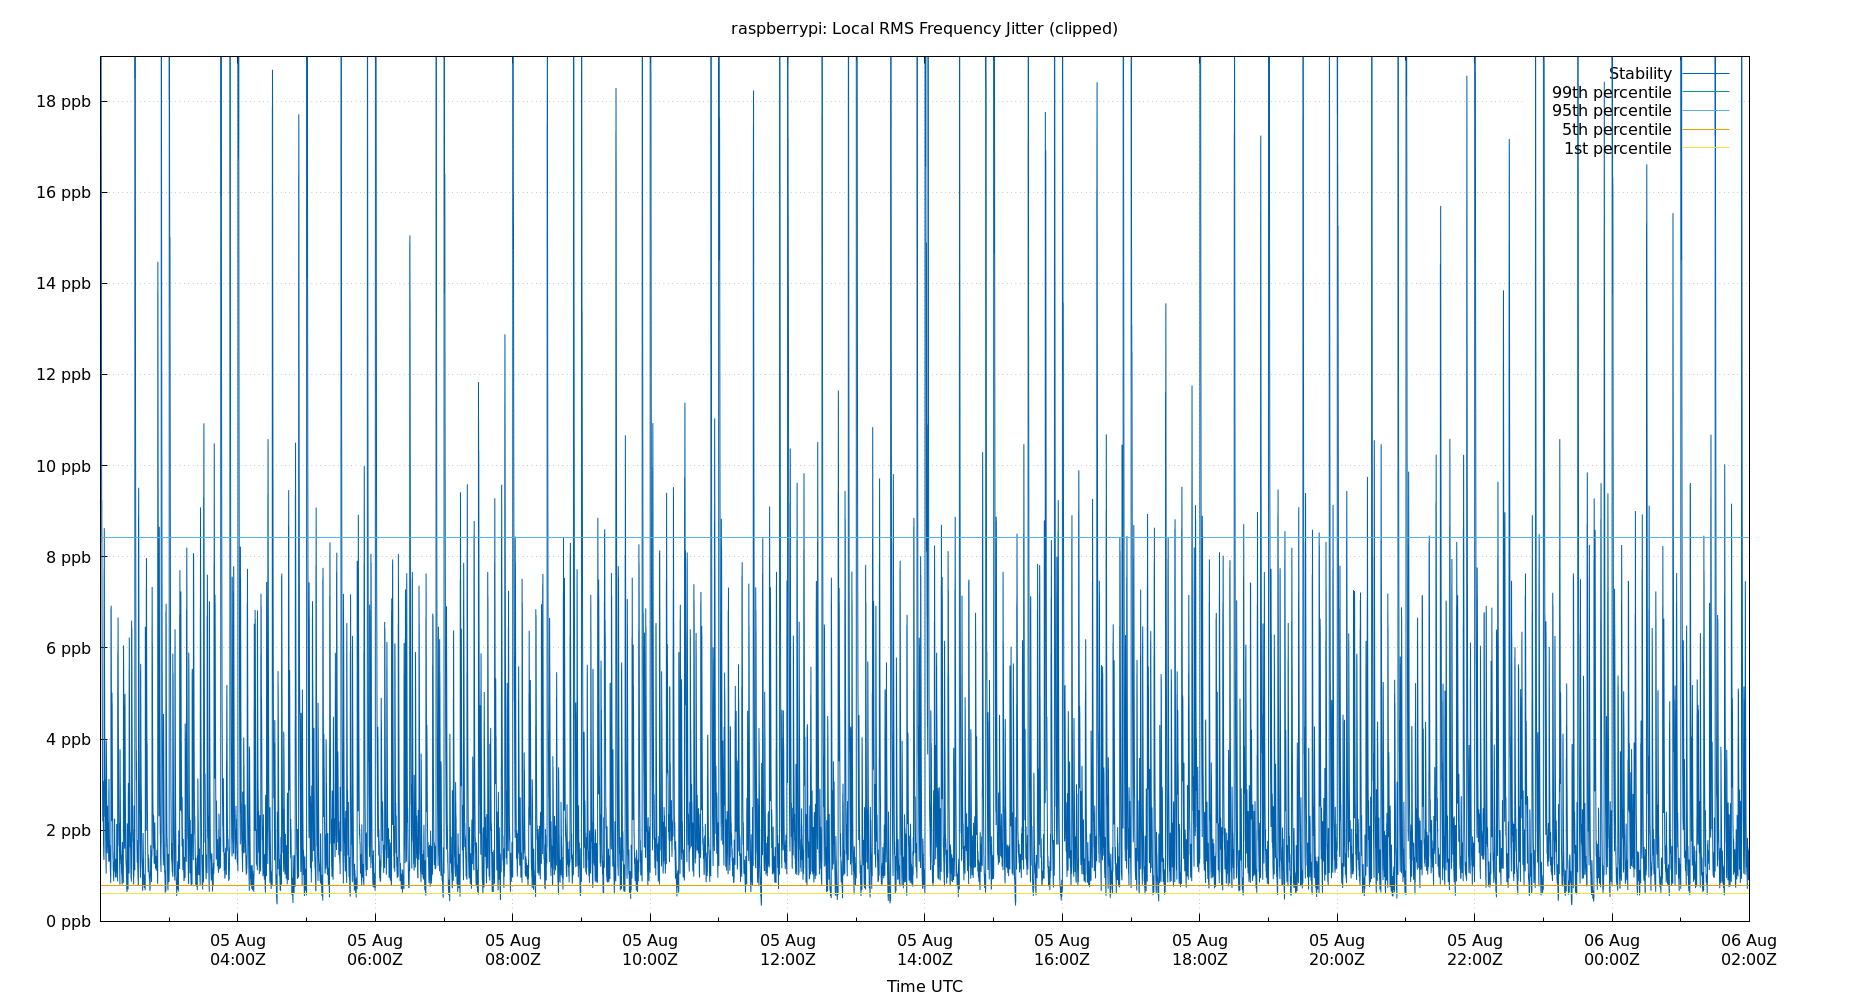 raspberrypi: Local RMS Frequency Jitter (clipped)
Stability
99th percentile
95th percentile
5th percentile
1st percentile
18 ppb
16 ppb
14 ppb
12 ppb
10 ppb
8 ppb
6 ppb
4 ppb
2 ppb
0 ppb
05 Aug 05 Aug 05 Aug 05 Aug 05 Aug 05 Aug 05 Aug 05 Aug 05 Aug 05 Aug 06 Aug 06 Aug
04:00Z 06:00Z 08:00Z 10:00Z 12:00Z 14:00Z 16:00Z 18:00Z 20:00Z 22:00Z 00:00Z 02:00Z
Time UTC